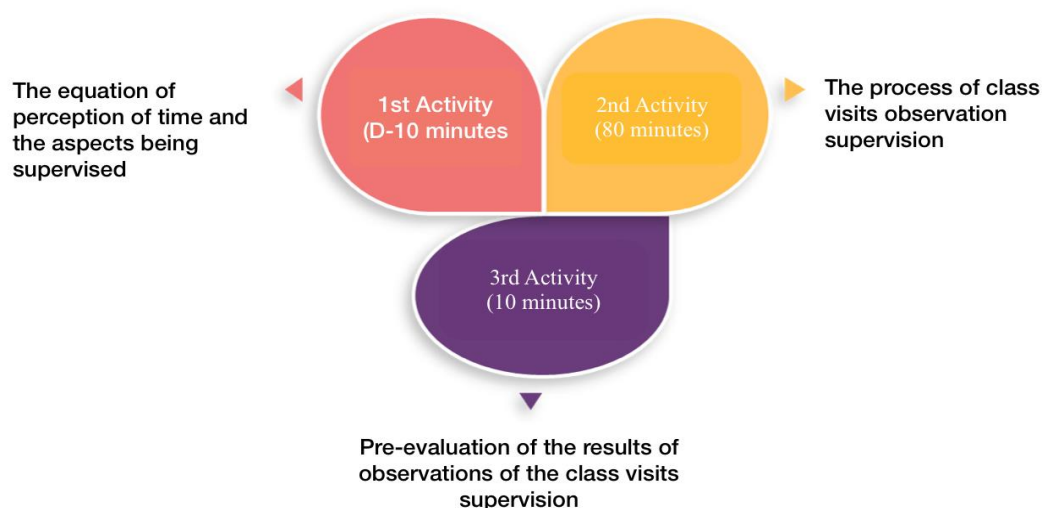 The equation of
perception of time and
the aspects being
supervised
1st Activity
(D-10 minutes
2nd Activity
(80 minutes)
The process of class
visits observation
supervision
3rd Activity
(10 minutes)
Pre-evaluation of the results of
observations of the class visits
supervision